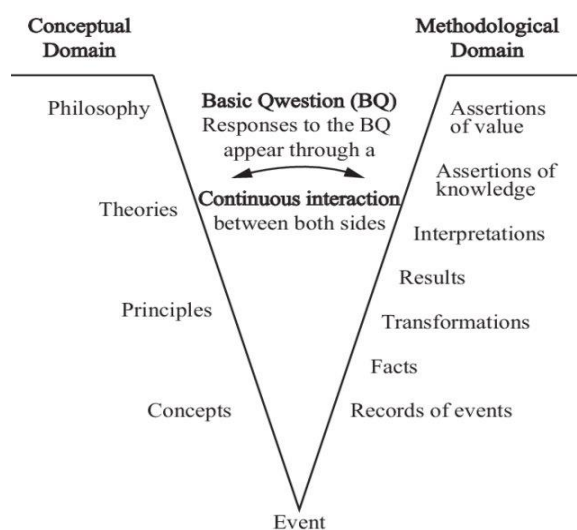 Conceptual
Domain
Philosophy
Theories
Principles
Concepts
Basic Qwestion (BQ)
Responses to the BQ
appear through a
Continuous interaction
between both sides
Methodological
Domain
Assertions
of value
Assertions of
knowledge
Interpretations
Results
Transformations
Facts
Records of events
Event